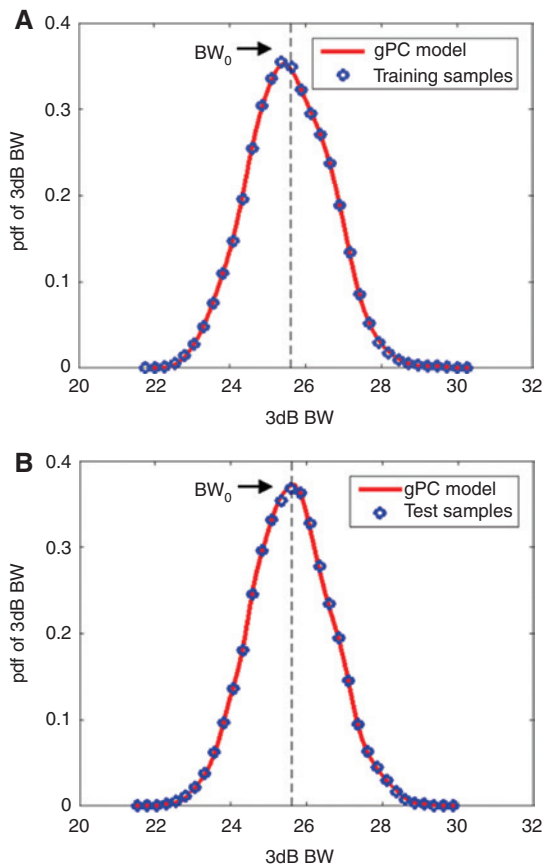 A
0.4
0.3
0.2
0.1
0
pdf of 3dB BW
BW₀
gPC model
Training samples
20
22
24
26
28
30
32
3dB BW
B
0.4
0.3
0.2
0.1
0
pdf of 3dB BW
BW₀
gPC model
Test samples
20
22
24
26
28
30
32
3dB BW